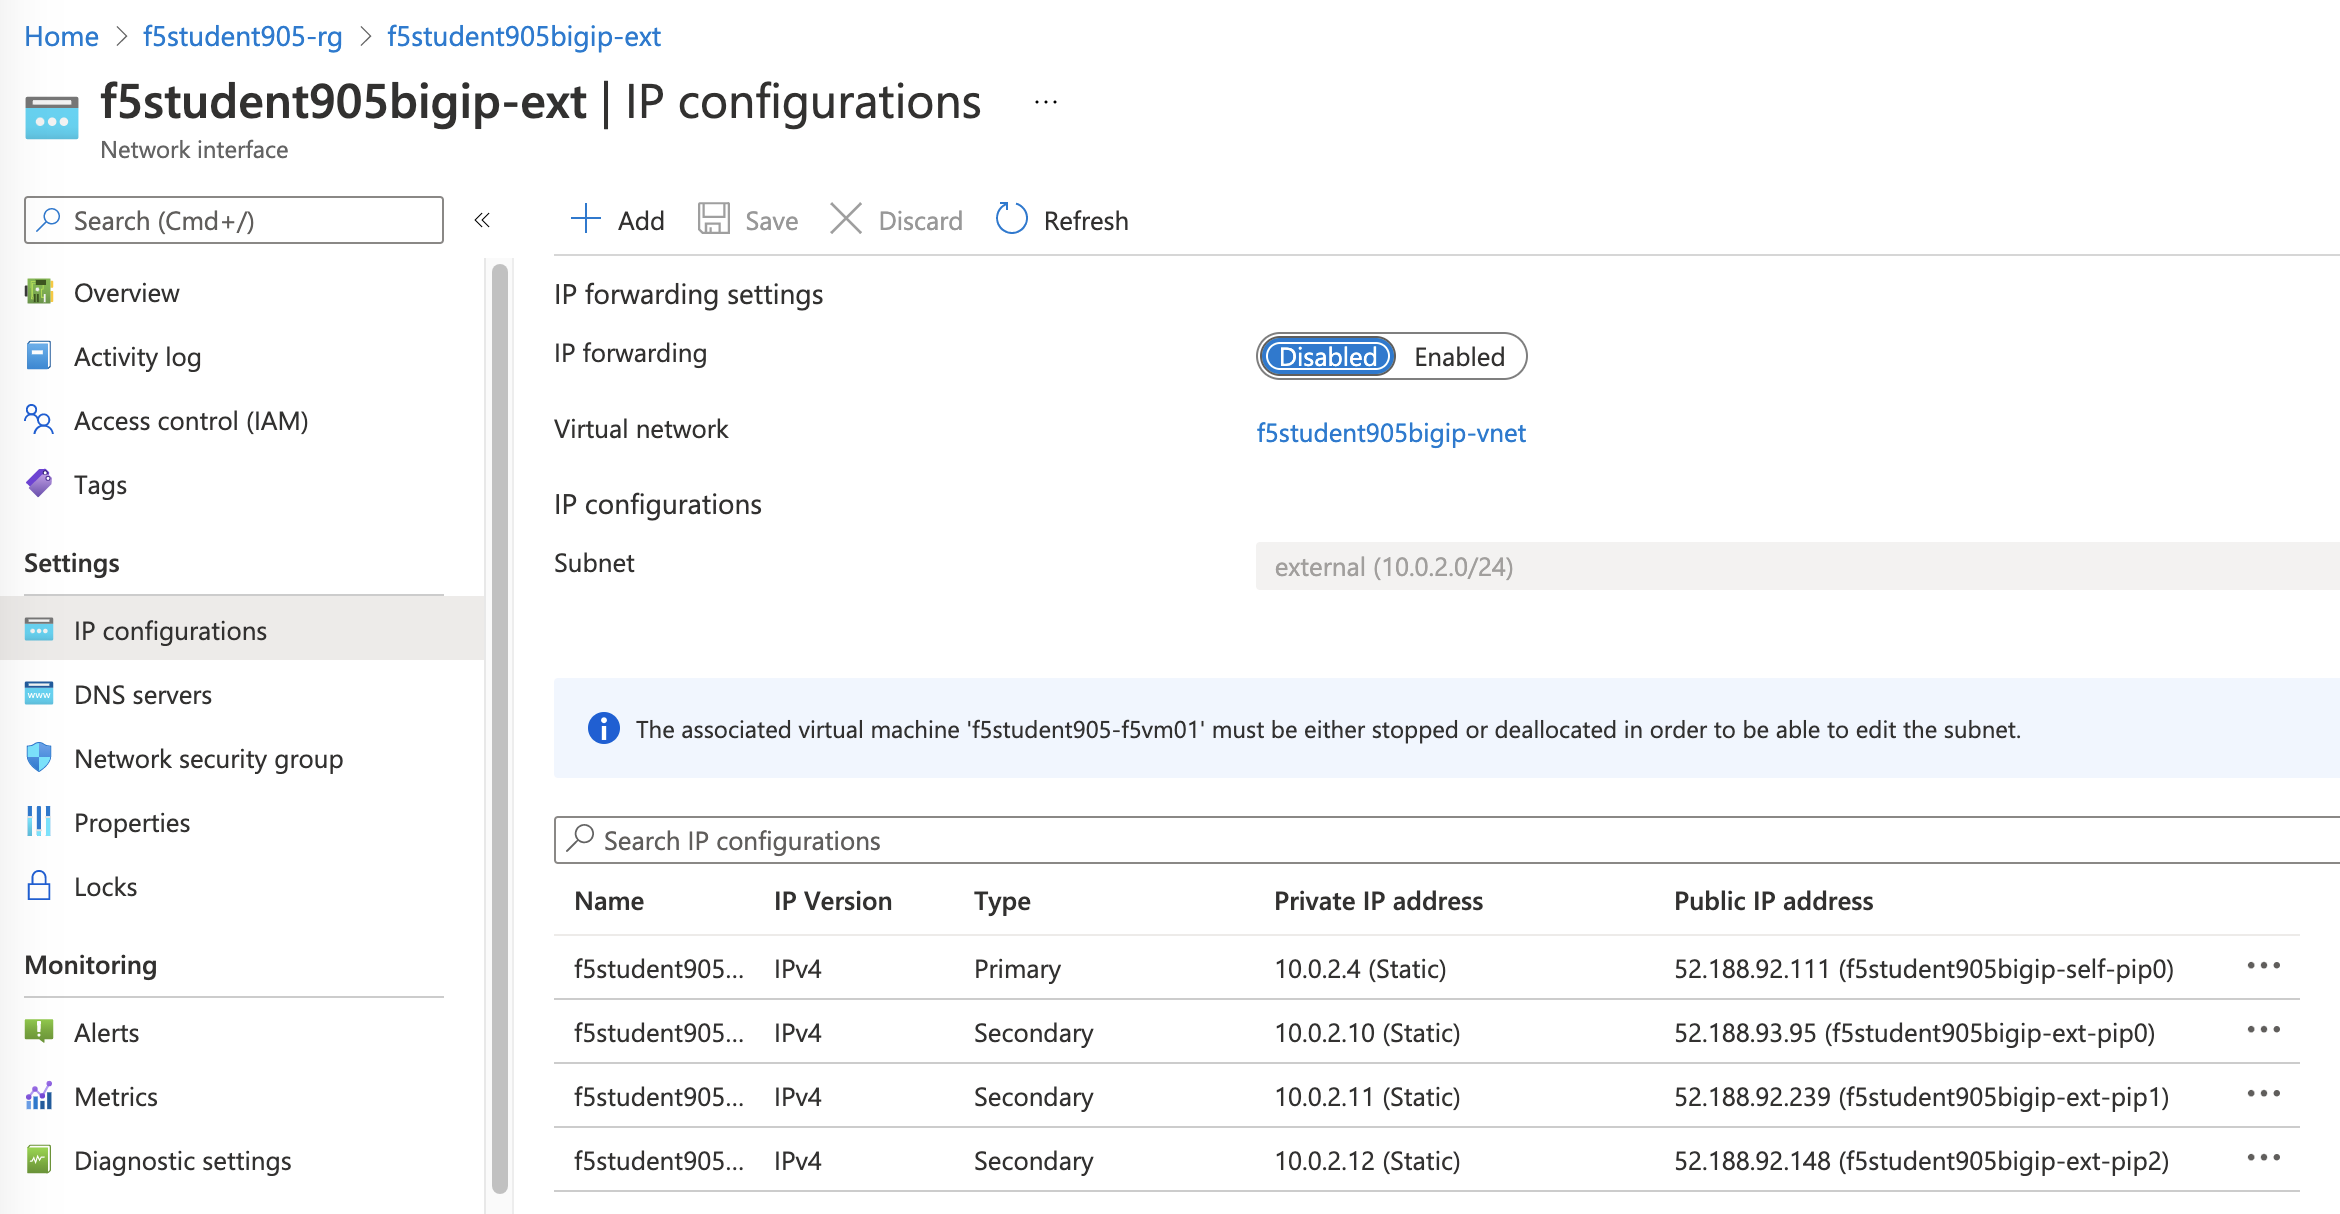 Home > f5student905-rg > f5student905bigip-ext
f5student905bigip-ext | IP configurations ...
Network interface
Search (Cmd+/)
«
Add Save Discard Refresh
Overview
Activity log
Access control (IAM)
Tags
Settings
IP configurations
DNS servers
Network security group
Properties
Locks
Monitoring
Alerts
Metrics
Diagnostic settings
IP forwarding settings
IP forwarding Disabled Enabled
Virtual network f5student905bigip-vnet
IP configurations
Subnet external (10.0.2.0/24)
The associated virtual machine 'f5student905-f5vm01' must be either stopped or deallocated in order to be able to edit the subnet.
Search IP configurations
Name IP Version Type Private IP address Public IP address
f5student905... IPv4 Primary 10.0.2.4 (Static) 52.188.92.111 (f5student905bigip-self-pip0) ...
f5student905... IPv4 Secondary 10.0.2.10 (Static) 52.188.93.95 (f5student905bigip-ext-pip0) ...
f5student905... IPv4 Secondary 10.0.2.11 (Static) 52.188.92.239 (f5student905bigip-ext-pip1) ...
f5student905... IPv4 Secondary 10.0.2.12 (Static) 52.188.92.148 (f5student905bigip-ext-pip2) ...